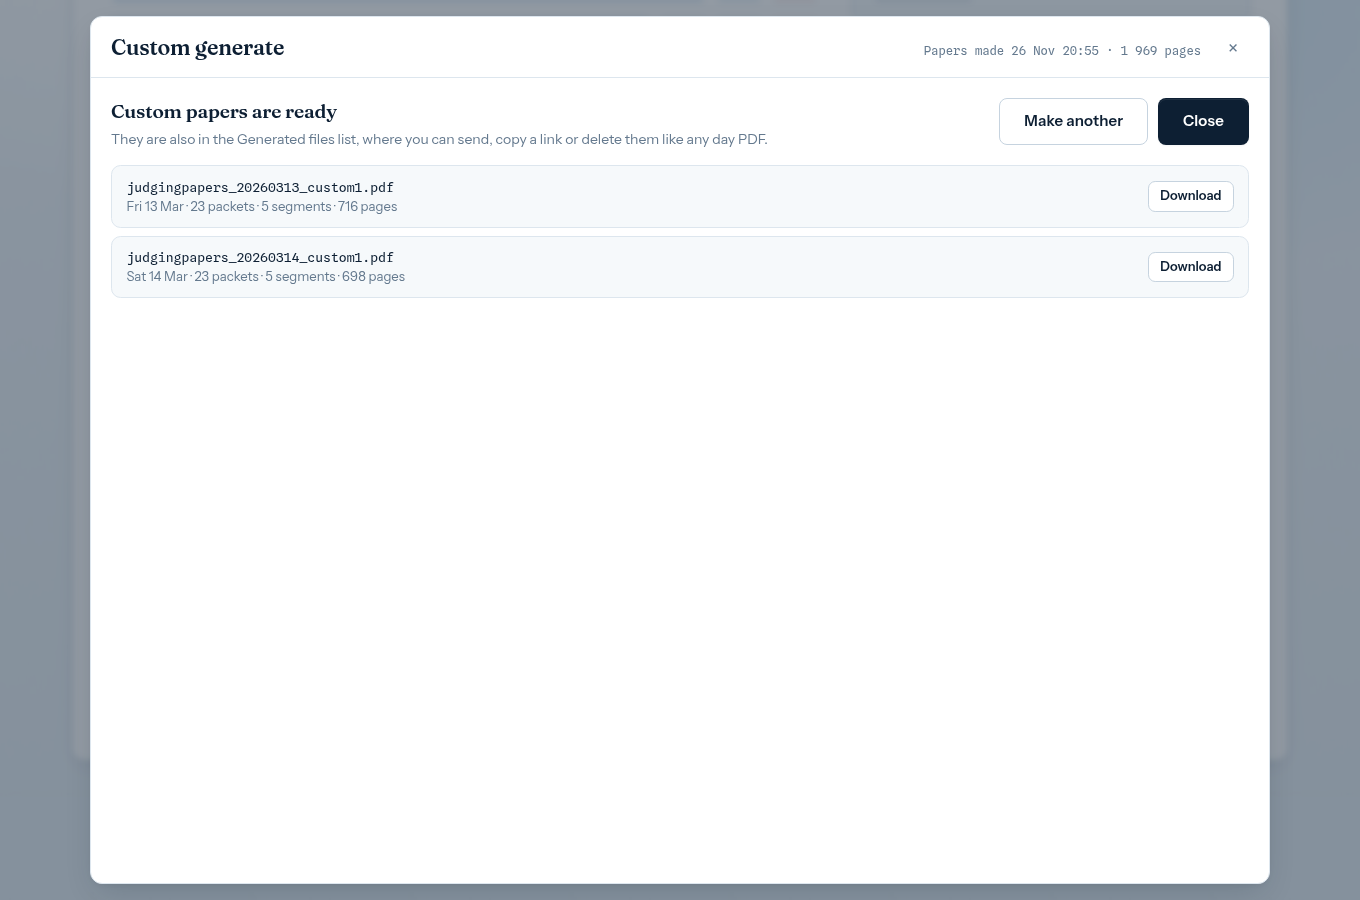 Custom generate
Papers made 26 Nov 20:55 · 1 969 pages
×
Custom papers are ready
They are also in the Generated files list, where you can send, copy a link or delete them like any day PDF.
Make another
Close
judgingpapers_20260313_custom1.pdf
Fri 13 Mar · 23 packets · 5 segments · 716 pages
Download
judgingpapers_20260314_custom1.pdf
Sat 14 Mar · 23 packets · 5 segments · 698 pages
Download